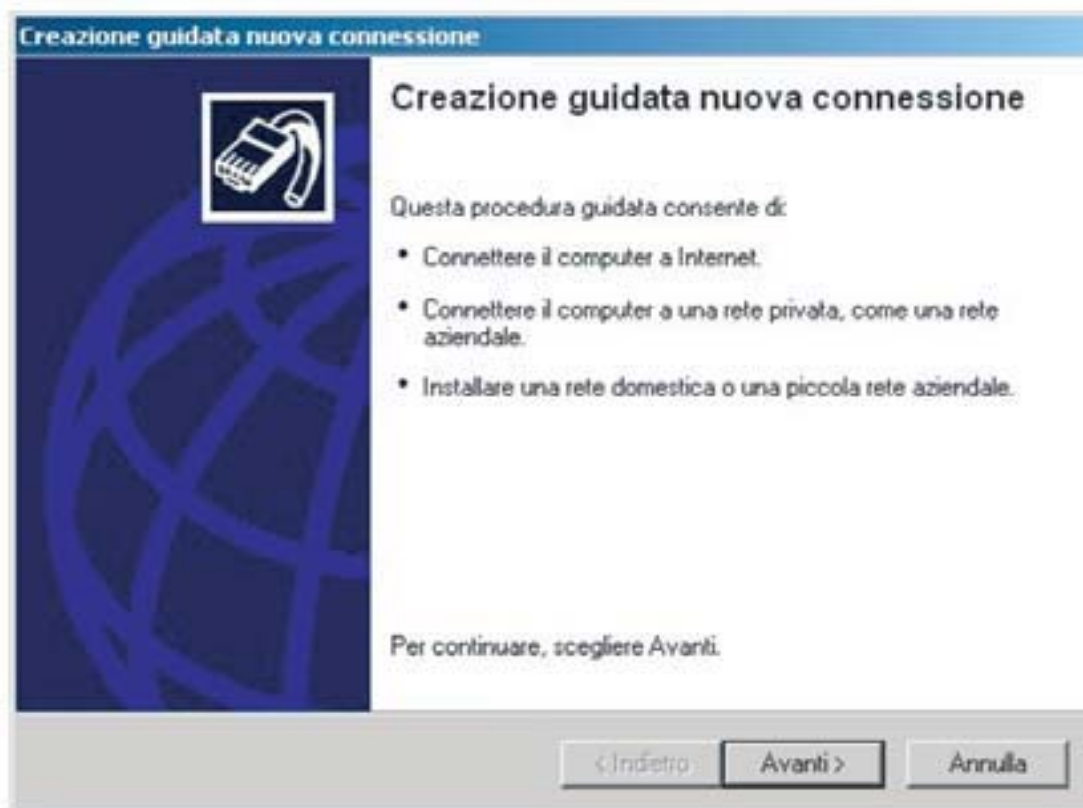 Creazione guidata nuova connessione
Creazione guidata nuova connessione
Questa procedura guidata consente di:
• Connettere il computer a Internet.
• Connettere il computer a una rete privata, come una rete
aziendale.
• Installare una rete domestica o una piccola rete aziendale.
Per continuare, scegliere Avanti.
< Indietro
Avanti >
Annulla